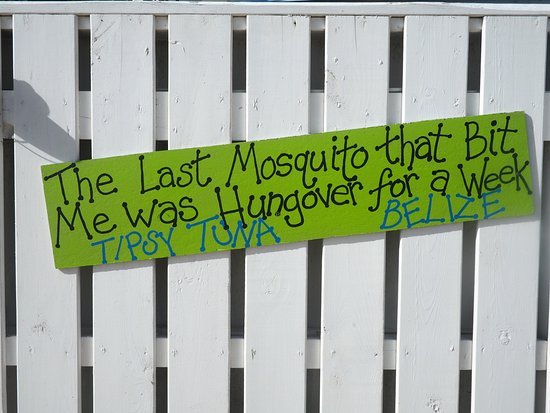 The Last Mosquito that Bit
Me was Hungover for a Week
TIPSY TUNA BELIZE